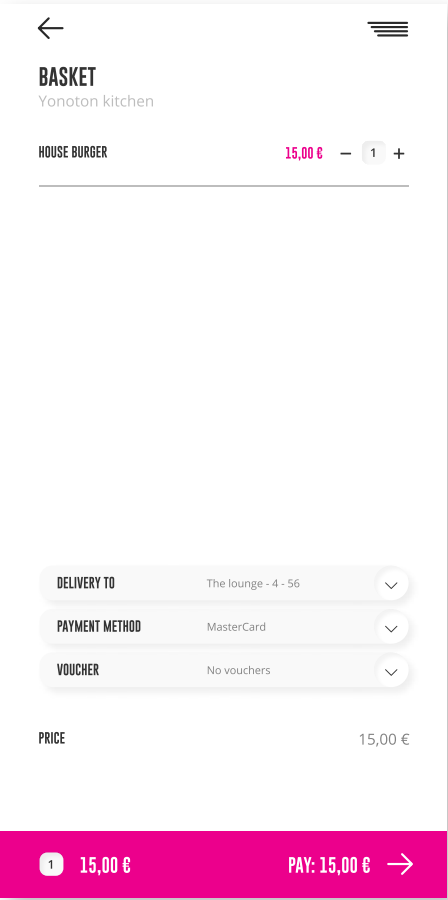 BASKET
Yonoton kitchen
HOUSE BURGER 15,00 € − 1 +
DELIVERY TO The lounge - 4 - 56
PAYMENT METHOD MasterCard
VOUCHER No vouchers
PRICE 15,00 €
1 15,00 € PAY: 15,00 €